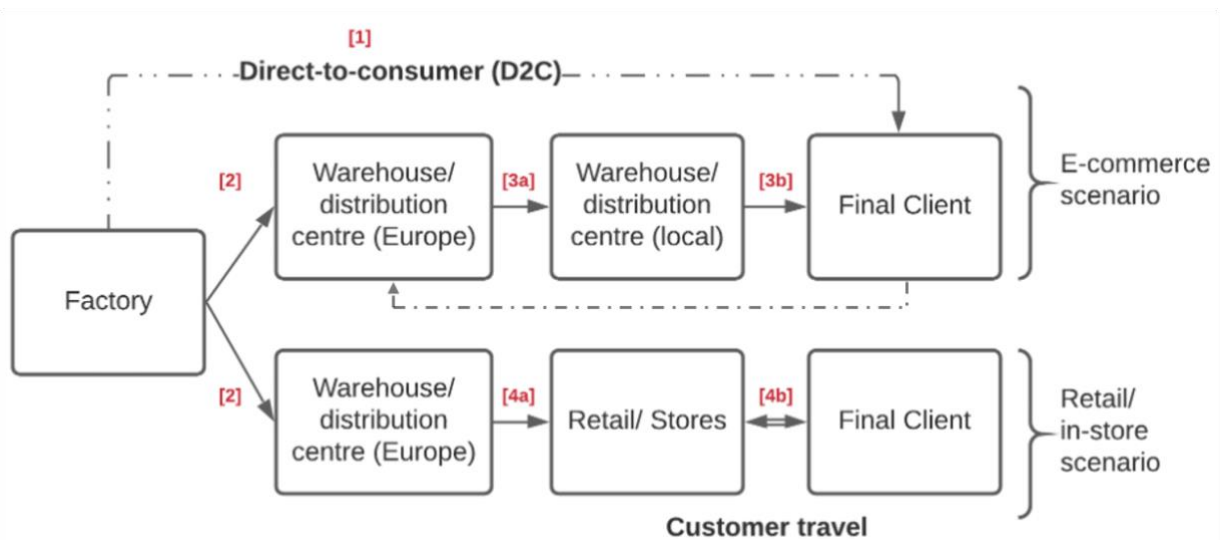 [1]
Direct-to-consumer (D2C)
[2]
Warehouse/
distribution
centre (Europe)
[3a]
Warehouse/
distribution
centre (local)
[3b]
Final Client
E-commerce
scenario
Factory
[2]
Warehouse/
distribution
centre (Europe)
[4a]
Retail/ Stores
[4b]
Final Client
Retail/
in-store
scenario
Customer travel